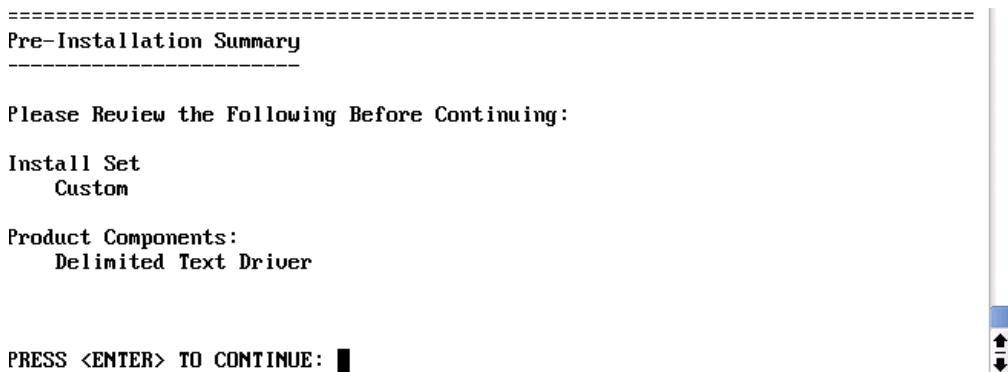 ================================================================================
Pre-Installation Summary
------------------------
Please Review the Following Before Continuing:
Install Set
Custom
Product Components:
Delimited Text Driver
PRESS <ENTER> TO CONTINUE: